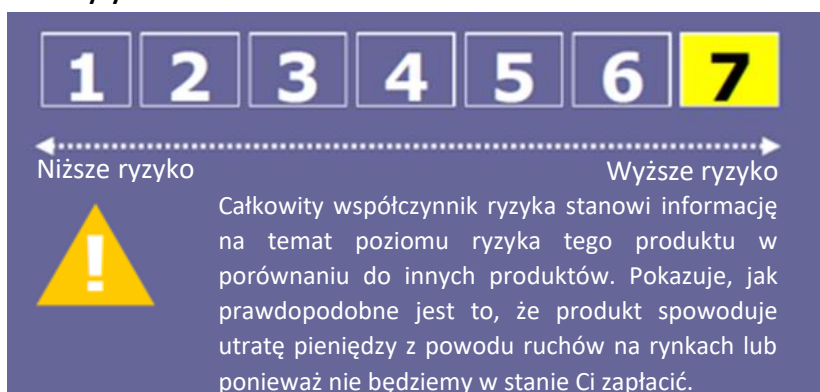 1 2 3 4 5 6 7
Niższe ryzyko Wyższe ryzyko
Całkowity współczynnik ryzyka stanowi informację
na temat poziomu ryzyka tego produktu w
porównaniu do innych produktów. Pokazuje, jak
prawdopodobne jest to, że produkt spowoduje
utratę pieniędzy z powodu ruchów na rynkach lub
ponieważ nie będziemy w stanie Ci zapłacić.